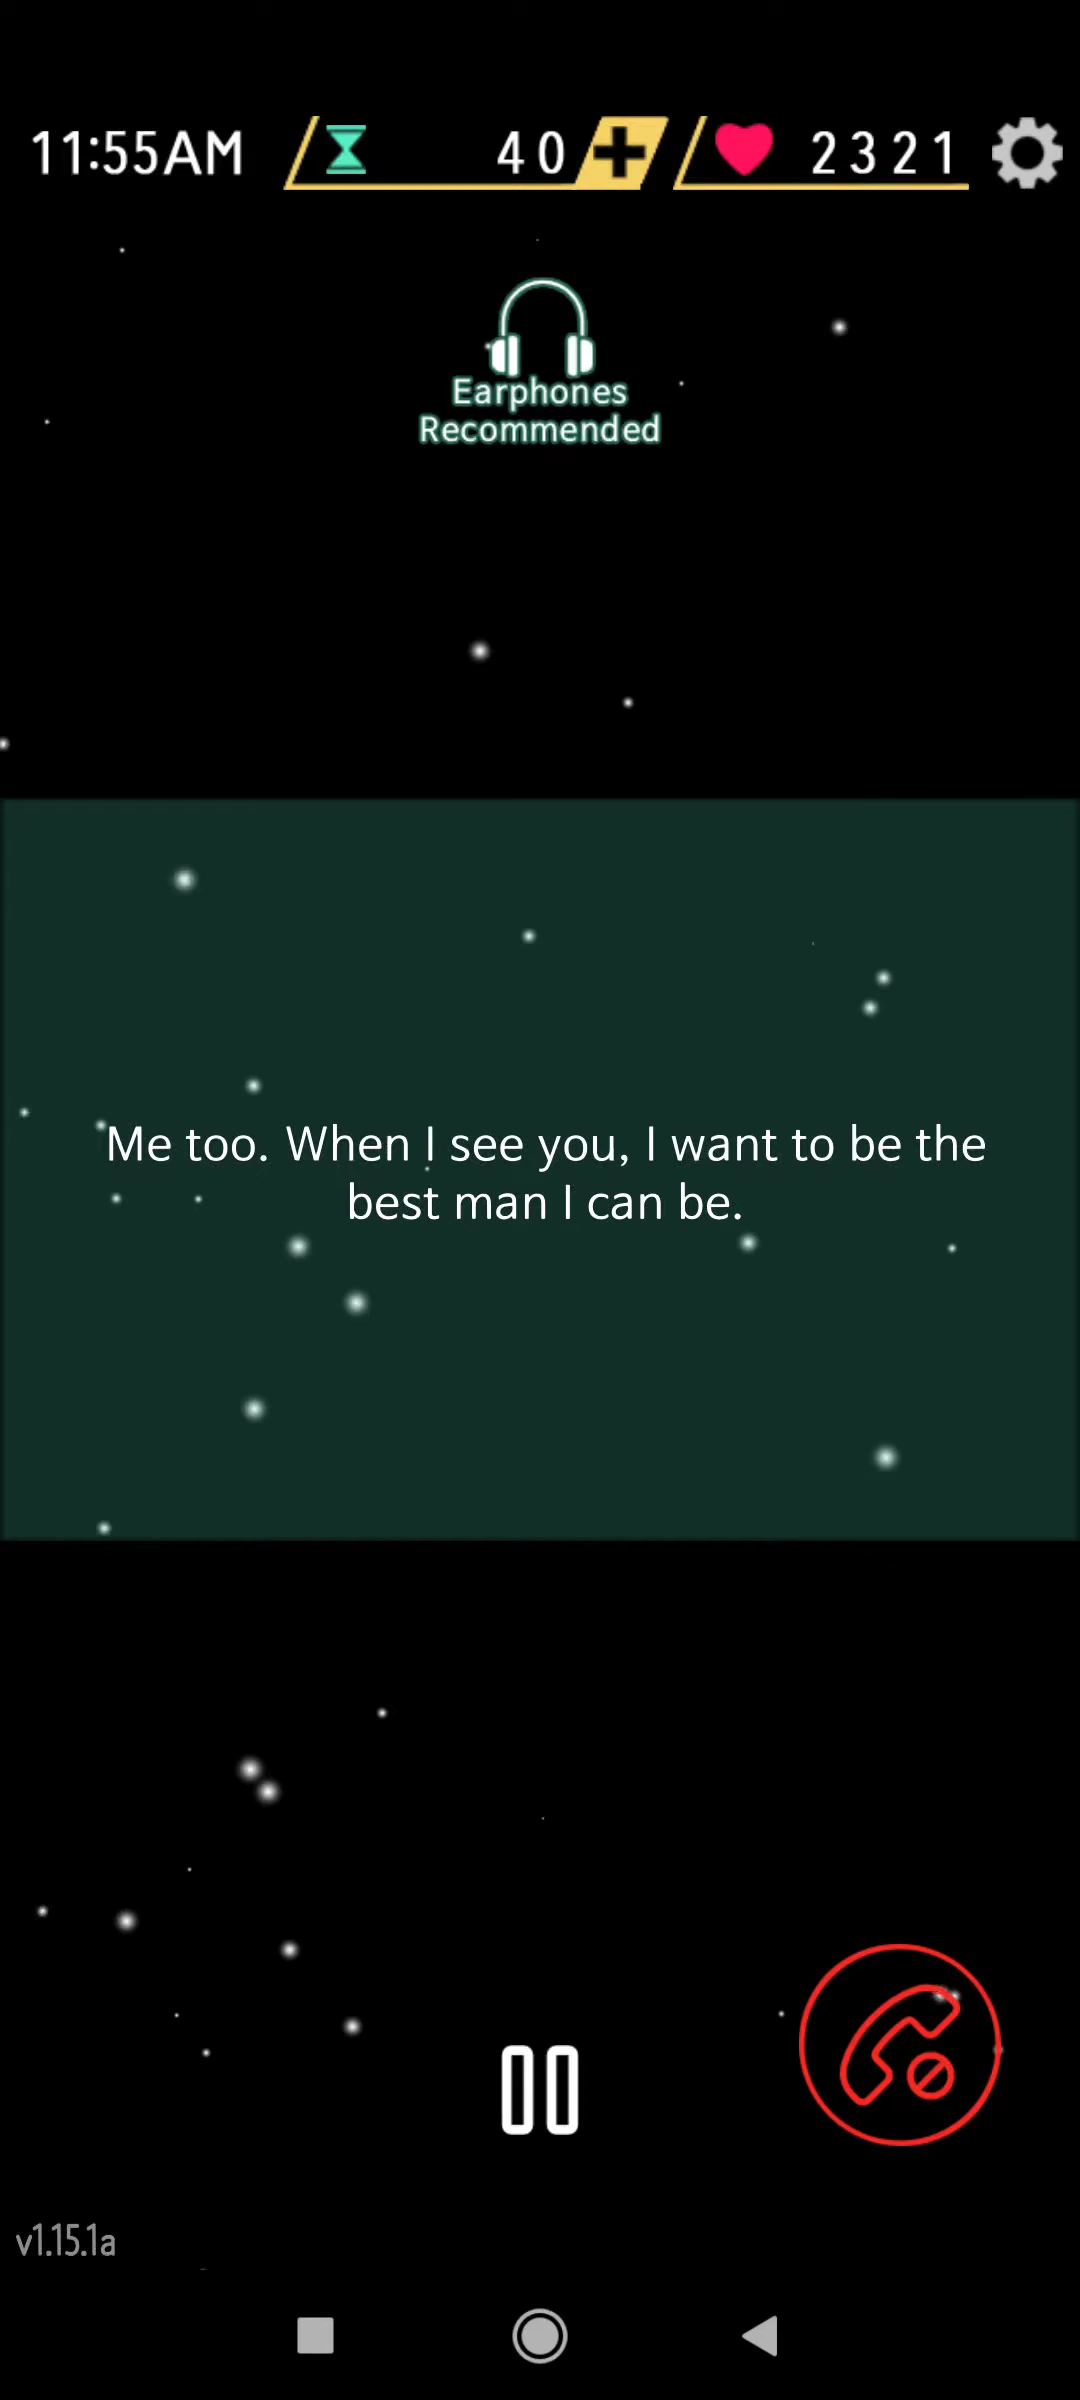 11:55AM 40 2321
Earphones
Recommended
Me too. When I see you, I want to be the
best man I can be.
v1.15.1a